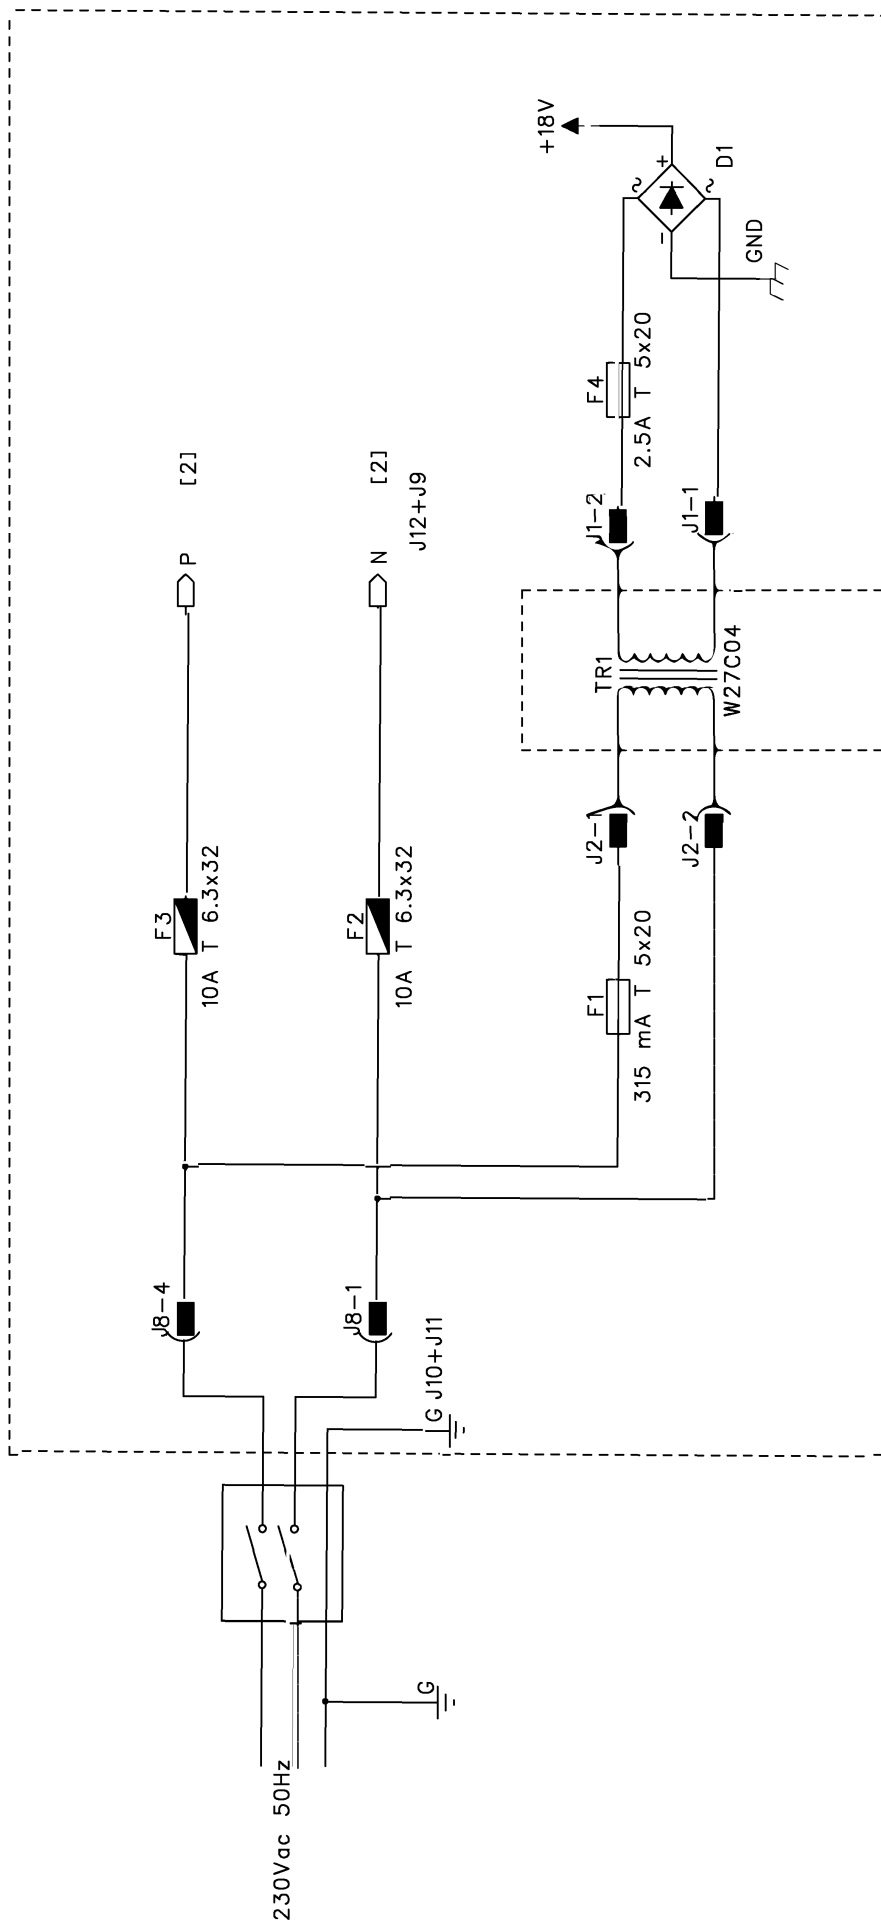 230Vac 50Hz
G
G J10+J11
J8-4
J8-1
F3
10A T 6.3x32
F2
10A T 6.3x32
P [2]
N [2]
J12+J9
F1
315 mA T 5x20
J2-1
J2-2
TR1
W27C04
J1-2
J1-1
F4
2.5A T 5x20
+18V
+
-
~
~
D1
GND